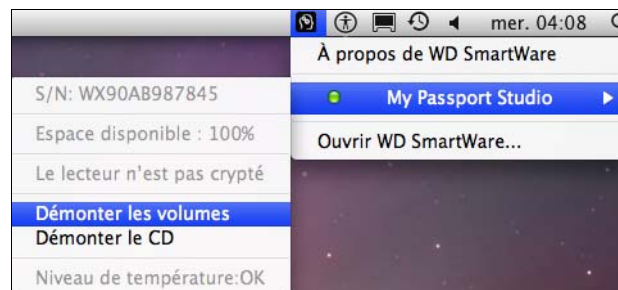 mer. 04:08
À propos de WD SmartWare
My Passport Studio
Ouvrir WD SmartWare...
S/N: WX90AB987845
Espace disponible : 100%
Le lecteur n'est pas crypté
Démonter les volumes
Démonter le CD
Niveau de température:OK